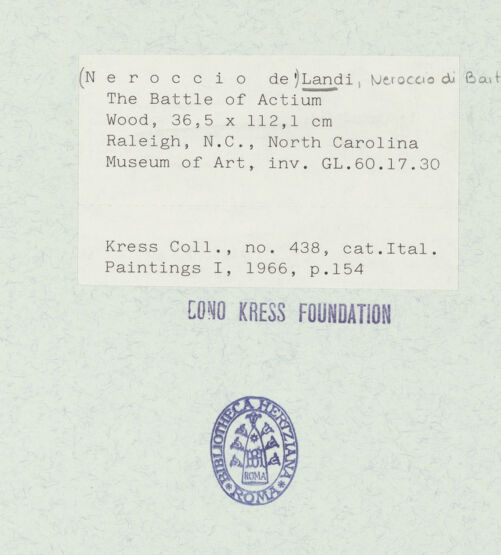 (N e r o c c i o  de')Landi, Neroccio di Bart
The Battle of Actium
Wood, 36,5 x 112,1 cm
Raleigh, N.C., North Carolina
Museum of Art, inv. GL.60.17.30
Kress Coll., no. 438, cat.Ital.
Paintings I, 1966, p.154
DONO KRESS FOUNDATION
BIBLIOTHECA HERTZIANA
BH
ROMA
* ROMA *